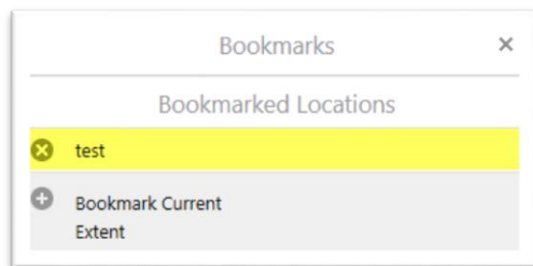 Bookmarks
Bookmarked Locations
test
Bookmark Current
Extent